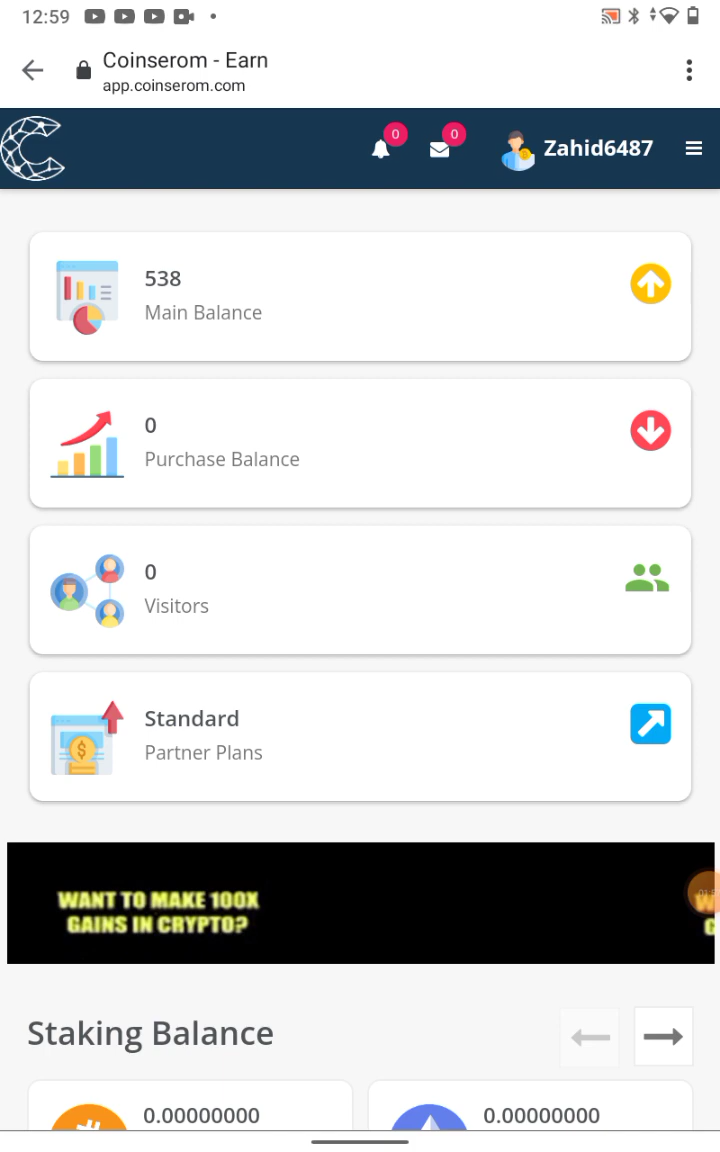 12:59
Coinserom - Earn
app.coinserom.com
0
0
Zahid6487
538
Main Balance
0
Purchase Balance
0
Visitors
Standard
Partner Plans
WANT TO MAKE 100X
GAINS IN CRYPTO?
Staking Balance
0.00000000
0.00000000